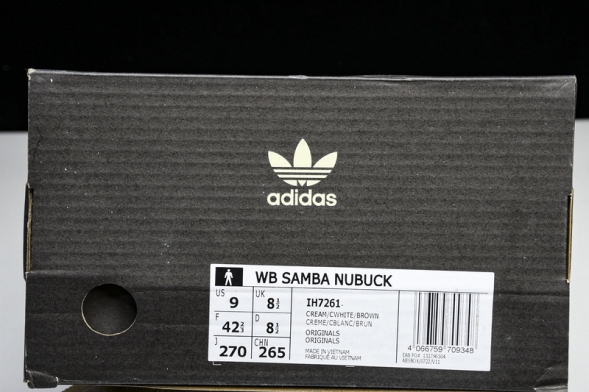 adidas
WB SAMBA NUBUCK
US 9 UK 8½
F 42⅔ D 8½
J 270 CHN 265
IH7261
CREAM/CWHITE/BROWN
CREME/CBLANC/BRUN
ORIGINALS
ORIGINALS
MADE IN VIETNAM
FABRIQUÉ AU VIETNAM
4 066759 709348